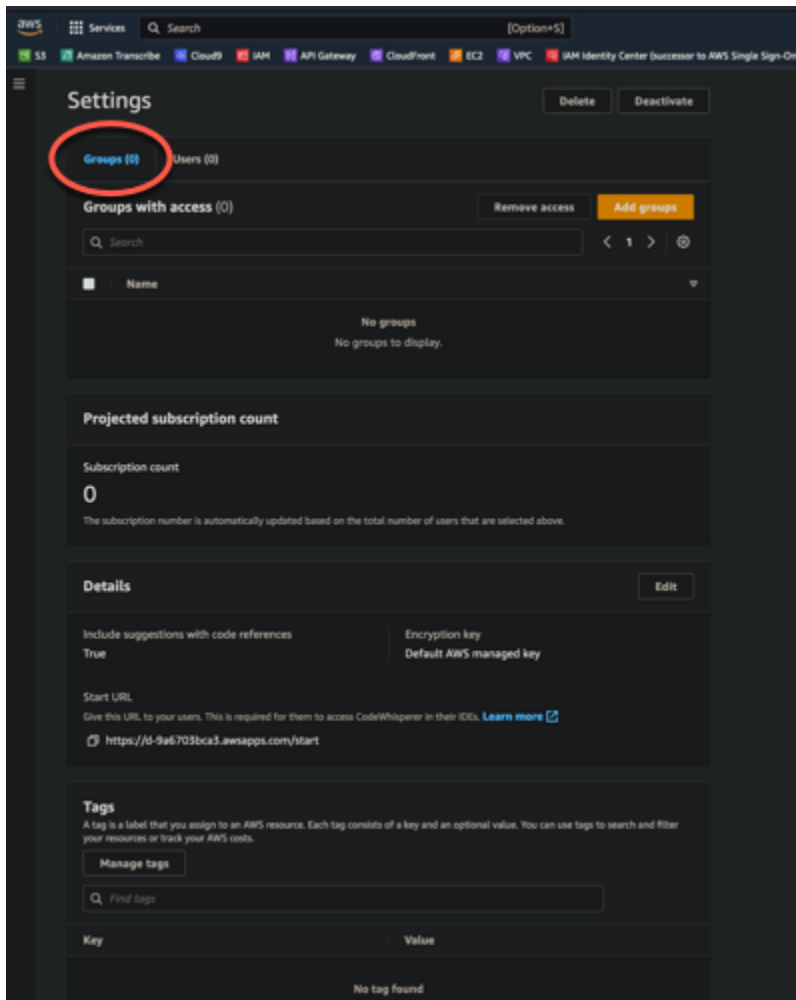 aws
Services
Search
[Option+S]
S3
Amazon Transcribe
Cloud9
IAM
API Gateway
CloudFront
EC2
VPC
IAM Identity Center (successor to AWS Single Sign-On
Settings
Delete
Deactivate
Groups (0)
Users (0)
Groups with access (0)
Remove access
Add groups
Search
1
Name
No groups
No groups to display.
Projected subscription count
Subscription count
0
The subscription number is automatically updated based on the total number of users that are selected above.
Details
Edit
Include suggestions with code references
True
Encryption key
Default AWS managed key
Start URL
Give this URL to your users. This is required for them to access CodeWhisperer in their IDEs. Learn more
https://d-9a6703bca3.awsapps.com/start
Tags
A tag is a label that you assign to an AWS resource. Each tag consists of a key and an optional value. You can use tags to search and filter
your resources or track your AWS costs.
Manage tags
Find tags
Key
Value
No tag found